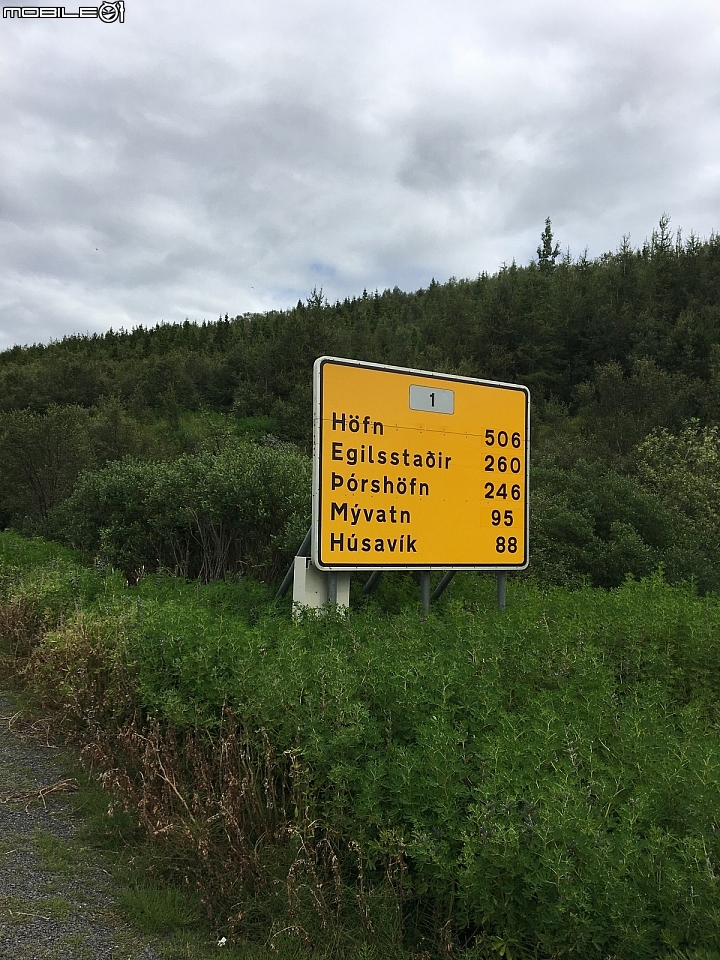 MOBILE01
1
Höfn 506
Egilsstaðir 260
Þórshöfn 246
Mývatn 95
Húsavík 88